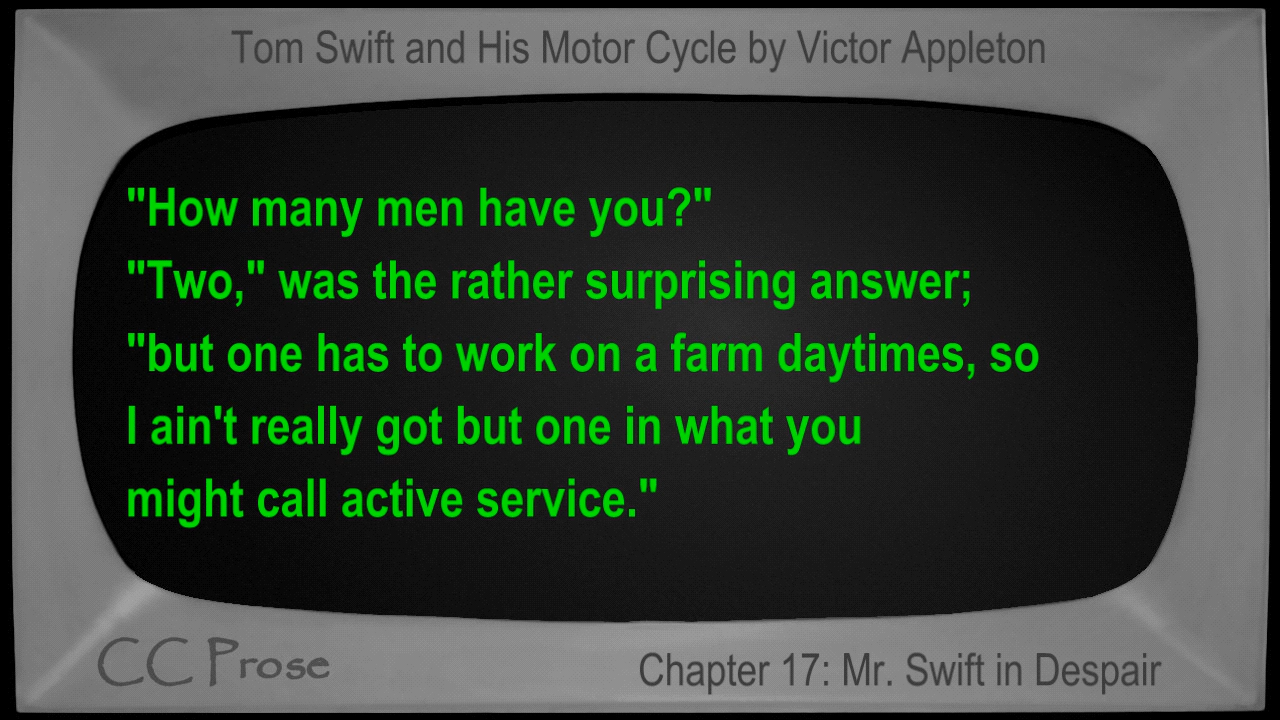 Tom Swift and His Motor Cycle by Victor Appleton
"How many men have you?"
"Two," was the rather surprising answer;
"but one has to work on a farm daytimes, so
I ain't really got but one in what you
might call active service."
CC Prose
Chapter 17: Mr. Swift in Despair